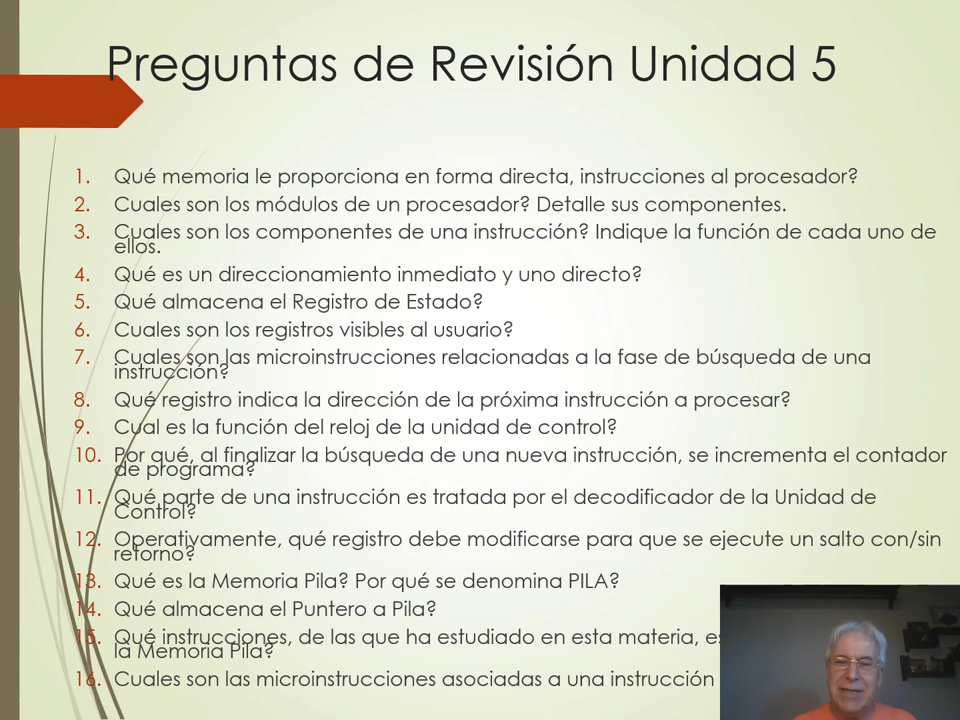 Preguntas de Revisión Unidad 5
1. Qué memoria le proporciona en forma directa, instrucciones al procesador?
2. Cuales son los módulos de un procesador? Detalle sus componentes.
3. Cuales son los componentes de una instrucción? Indique la función de cada uno de
ellos.
4. Qué es un direccionamiento inmediato y uno directo?
5. Qué almacena el Registro de Estado?
6. Cuales son los registros visibles al usuario?
7. Cuales son las microinstrucciones relacionadas a la fase de búsqueda de una
instrucción?
8. Qué registro indica la dirección de la próxima instrucción a procesar?
9. Cual es la función del reloj de la unidad de control?
10. Por qué, al finalizar la búsqueda de una nueva instrucción, se incrementa el contador
de programa?
11. Qué parte de una instrucción es tratada por el decodificador de la Unidad de
Control?
12. Operativamente, qué registro debe modificarse para que se ejecute un salto con/sin
retorno?
13. Qué es la Memoria Pila? Por qué se denomina PILA?
14. Qué almacena el Puntero a Pila?
15. Qué instrucciones, de las que ha estudiado en esta materia,
la Memoria Pila?
16. Cuales son las microinstrucciones asociadas a una instrucción